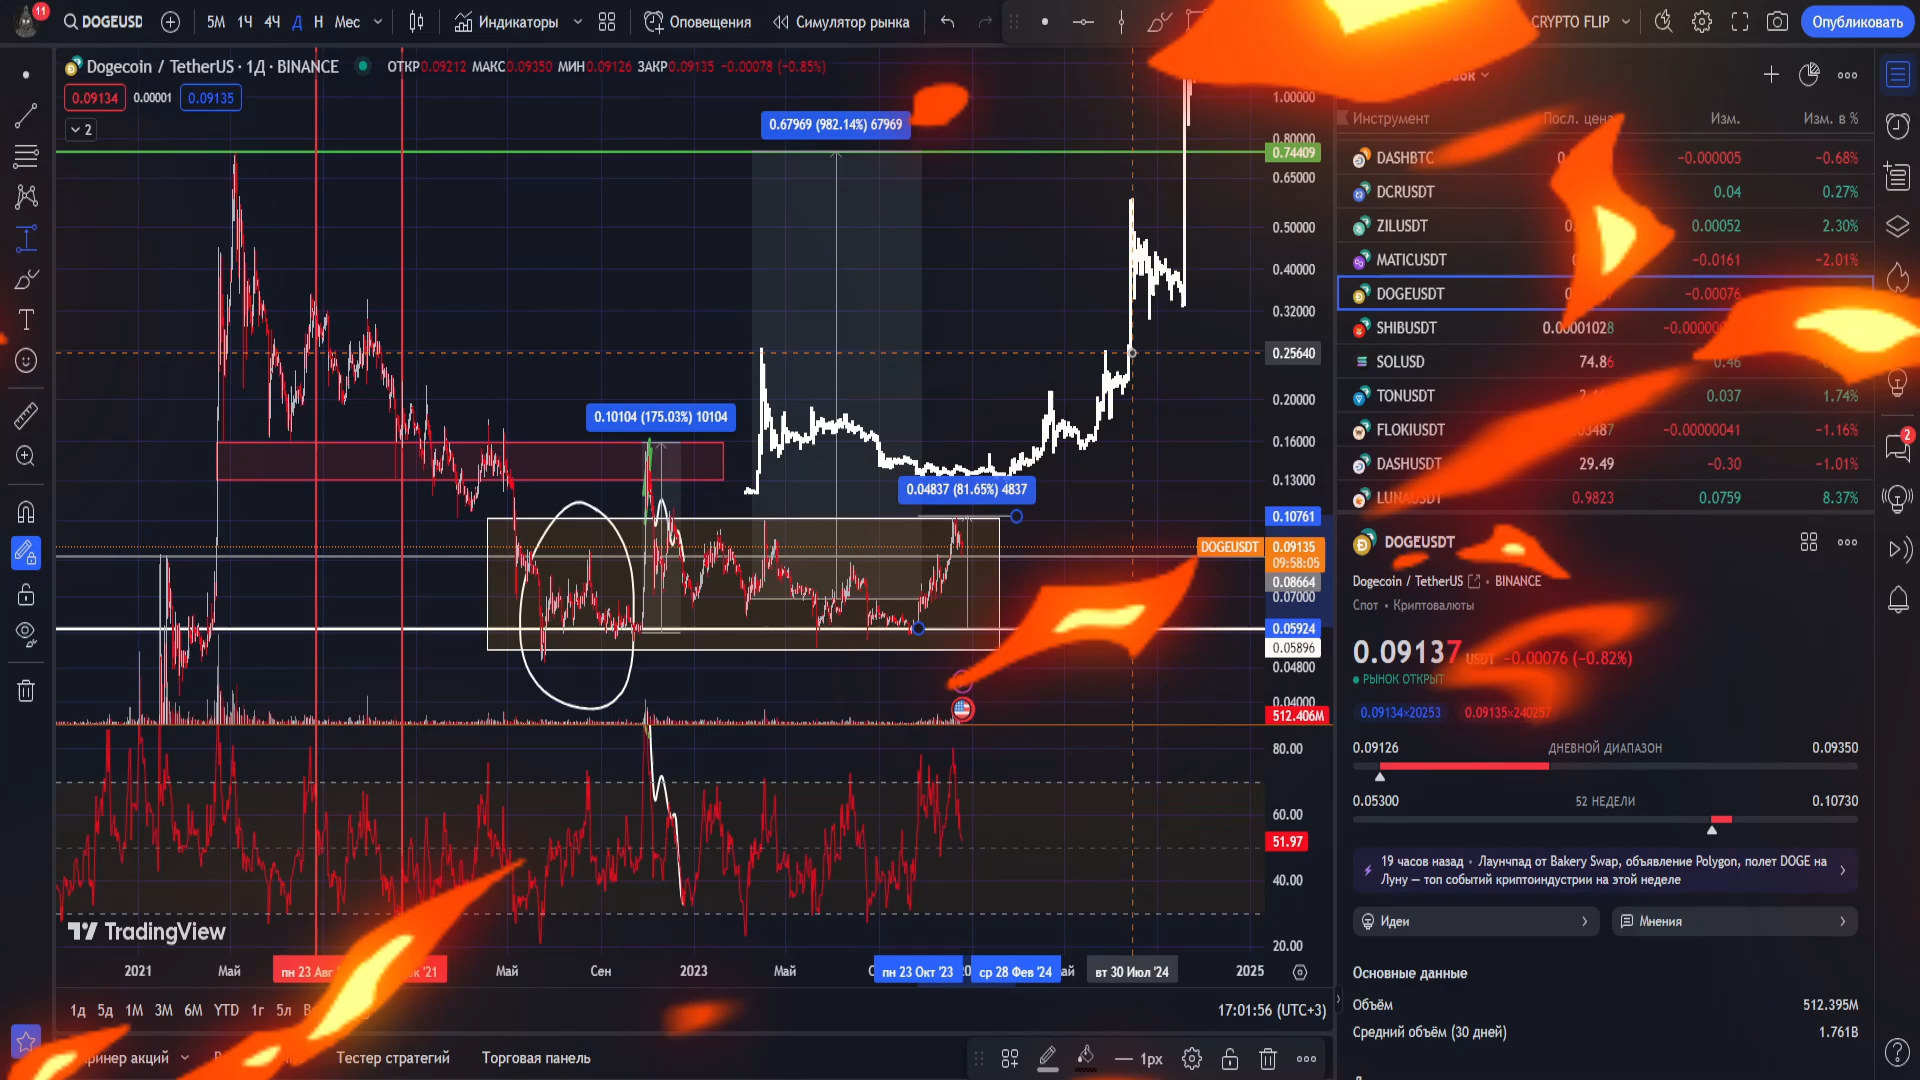 11
DOGEUSD 5М 1Ч 4Ч Д Н Мес Индикаторы Оповещения Симулятор рынка CRYPTO FLIP Опубликовать
Dogecoin / TetherUS · 1Д · BINANCE ОТКР0.09212 МАКС0.09350 МИН0.09126 ЗАКР0.09135 −0.00078 (−0.85%)
0.09134 0.00001 0.09135
2
0.67969 (982.14%) 67969
0.10104 (175.03%) 10104
0.04837 (81.65%) 4837
1.00000
0.80000
0.74409
0.65000
0.50000
0.40000
0.25640
0.32000
0.20000
0.16000
0.13000
0.10761
DOGEUSDT 0.09135
09:58:05
0.08664
0.07000
0.05924
0.05896
0.04800
0.04000
512.406M
80.00
60.00
51.97
40.00
20.00
TradingView
2021 Май пн 23 Авг '21 Май Сен 2023 Май пн 23 Окт '23 ср 28 Фев '24 вт 30 Июл '24 2025
1д 5д 1М 3М 6М YTD 1г 5л
17:01:56 (UTC+3)
Тестер стратегий Торговая панель
1px
Инструмент Посл. цена Изм. Изм. в %
DASHBTC −0.000005 −0.68%
DCRUSDT 0.04 0.27%
ZILUSDT 0.00052 2.30%
MATICUSDT −0.0161 −2.01%
DOGEUSDT −0.00076
SHIBUSDT 0.00001028
SOLUSD 74.86 0.46
TONUSDT 0.037 1.74%
FLOKIUSDT −0.00000041 −1.16%
DASHUSDT 29.49 −0.30 −1.01%
LUNAUSDT 0.9823 0.0759 8.37%
2
DOGEUSDT
Dogecoin / TetherUS • BINANCE
Спот • Криптовалюты
0.09137 USDT −0.00076 (−0.82%)
РЫНОК ОТКРЫТ
0.09134×20253 0.09135×240257
0.09126 ДНЕВНОЙ ДИАПАЗОН 0.09350
0.05300 52 НЕДЕЛИ 0.10730
19 часов назад • Лаунчпад от Bakery Swap, объявление Polygon, полет DOGE на
Луну — топ событий криптоиндустрии на этой неделе
Идеи Мнения
Основные данные
Объём 512.395M
Средний объём (30 дней) 1.761B